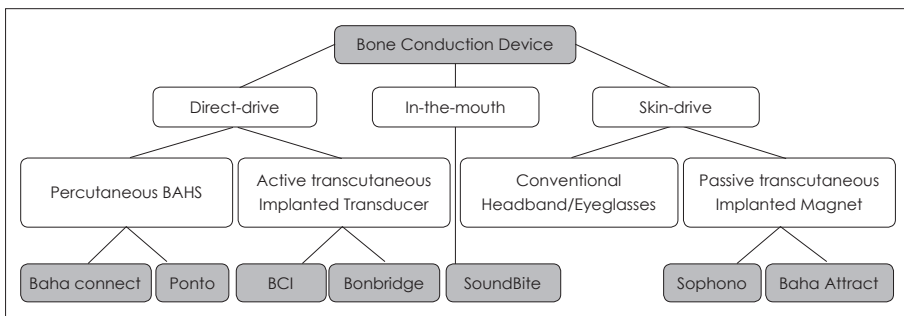 Bone Conduction Device
Direct-drive
In-the-mouth
Skin-drive
Percutaneous BAHS
Active transcutaneous
Implanted Transducer
Conventional
Headband/Eyeglasses
Passive transcutaneous
Implanted Magnet
Baha connect
Ponto
BCI
Bonbridge
SoundBite
Sophono
Baha Attract